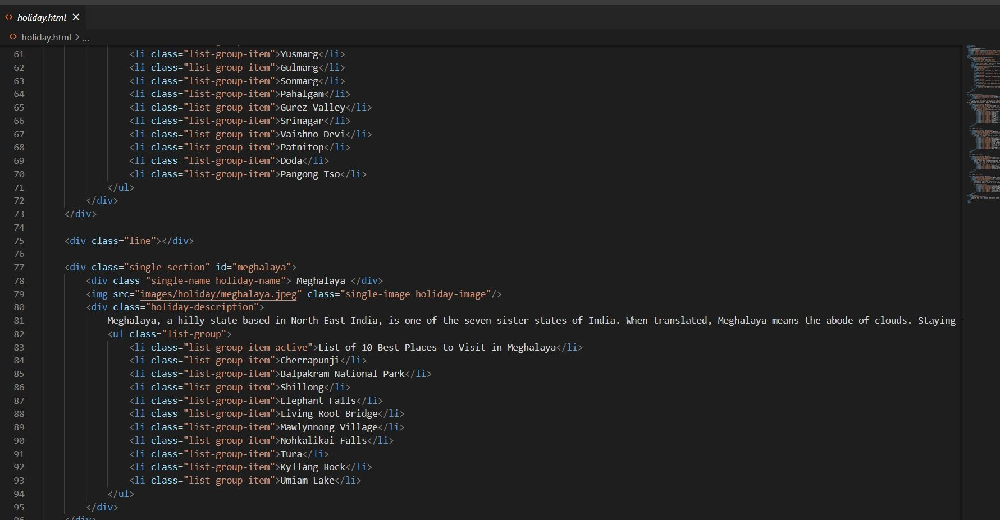 holiday.html
holiday.html > ...
61 <li class="list-group-item">Yusmarg</li>
62 <li class="list-group-item">Gulmarg</li>
63 <li class="list-group-item">Sonmarg</li>
64 <li class="list-group-item">Pahalgam</li>
65 <li class="list-group-item">Gurez Valley</li>
66 <li class="list-group-item">Srinagar</li>
67 <li class="list-group-item">Vaishno Devi</li>
68 <li class="list-group-item">Patnitop</li>
69 <li class="list-group-item">Doda</li>
70 <li class="list-group-item">Pangong Tso</li>
71 </ul>
72 </div>
73 </div>
74
75 <div class="line"></div>
76
77 <div class="single-section" id="meghalaya">
78 <div class="single-name holiday-name"> Meghalaya </div>
79 <img src="images/holiday/meghalaya.jpeg" class="single-image holiday-image"/>
80 <div class="holiday-description">
81 Meghalaya, a hilly-state based in North East India, is one of the seven sister states of India. When translated, Meghalaya means the abode of clouds. Staying
82 <ul class="list-group">
83 <li class="list-group-item active">List of 10 Best Places to Visit in Meghalaya</li>
84 <li class="list-group-item">Cherrapunji</li>
85 <li class="list-group-item">Balpakram National Park</li>
86 <li class="list-group-item">Shillong</li>
87 <li class="list-group-item">Elephant Falls</li>
88 <li class="list-group-item">Living Root Bridge</li>
89 <li class="list-group-item">Mawlynnong Village</li>
90 <li class="list-group-item">Nohkalikai Falls</li>
91 <li class="list-group-item">Tura</li>
92 <li class="list-group-item">Kyllang Rock</li>
93 <li class="list-group-item">Umiam Lake</li>
94 </ul>
95 </div>
96 </div>